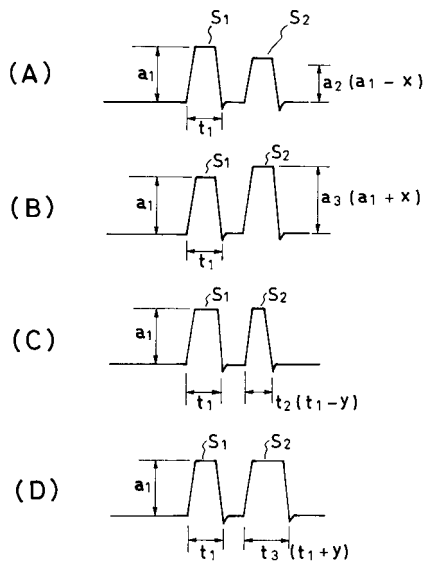 (A) S1 S2
a1 a2 (a1 - x)
t1
(B) S1 S2
a1 a3 (a1 + x)
t1
(C) S1 S2
a1
t1 t2 (t1 - y)
(D) S1 S2
a1
t1 t3 (t1 + y)